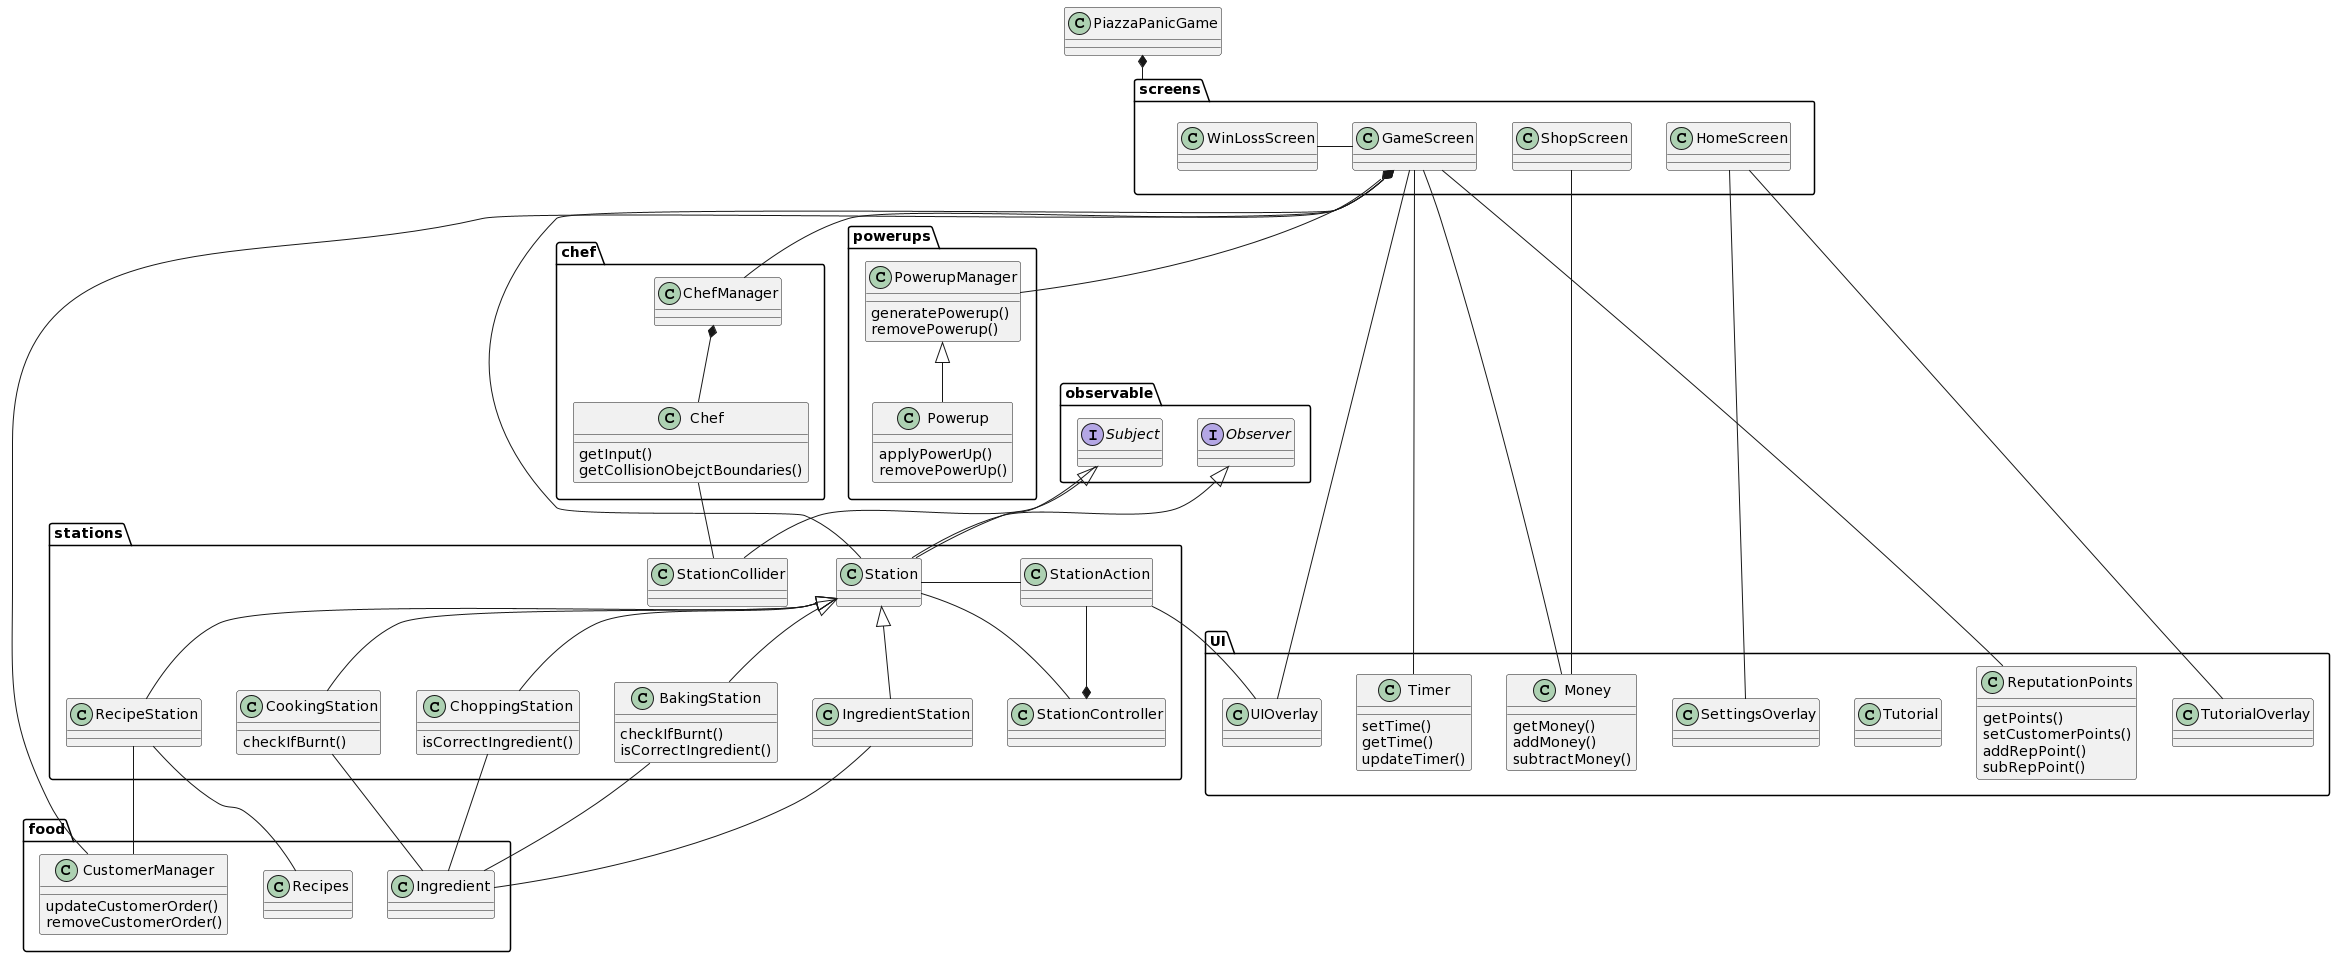 C PiazzaPanicGame
screens
C WinLossScreen
C GameScreen
C ShopScreen
C HomeScreen
chef
C ChefManager
C Chef
getInput()
getCollisionObejctBoundaries()
powerups
C PowerupManager
generatePowerup()
removePowerup()
C Powerup
applyPowerUp()
removePowerUp()
observable
I Subject
I Observer
stations
C StationCollider
C Station
C StationAction
C RecipeStation
C CookingStation
checkIfBurnt()
C ChoppingStation
isCorrectIngredient()
C BakingStation
checkIfBurnt()
isCorrectIngredient()
C IngredientStation
C StationController
UI
C UIOverlay
C Timer
setTime()
getTime()
updateTimer()
C Money
getMoney()
addMoney()
subtractMoney()
C SettingsOverlay
C Tutorial
C ReputationPoints
getPoints()
setCustomerPoints()
addRepPoint()
subRepPoint()
C TutorialOverlay
food
C CustomerManager
updateCustomerOrder()
removeCustomerOrder()
C Recipes
C Ingredient